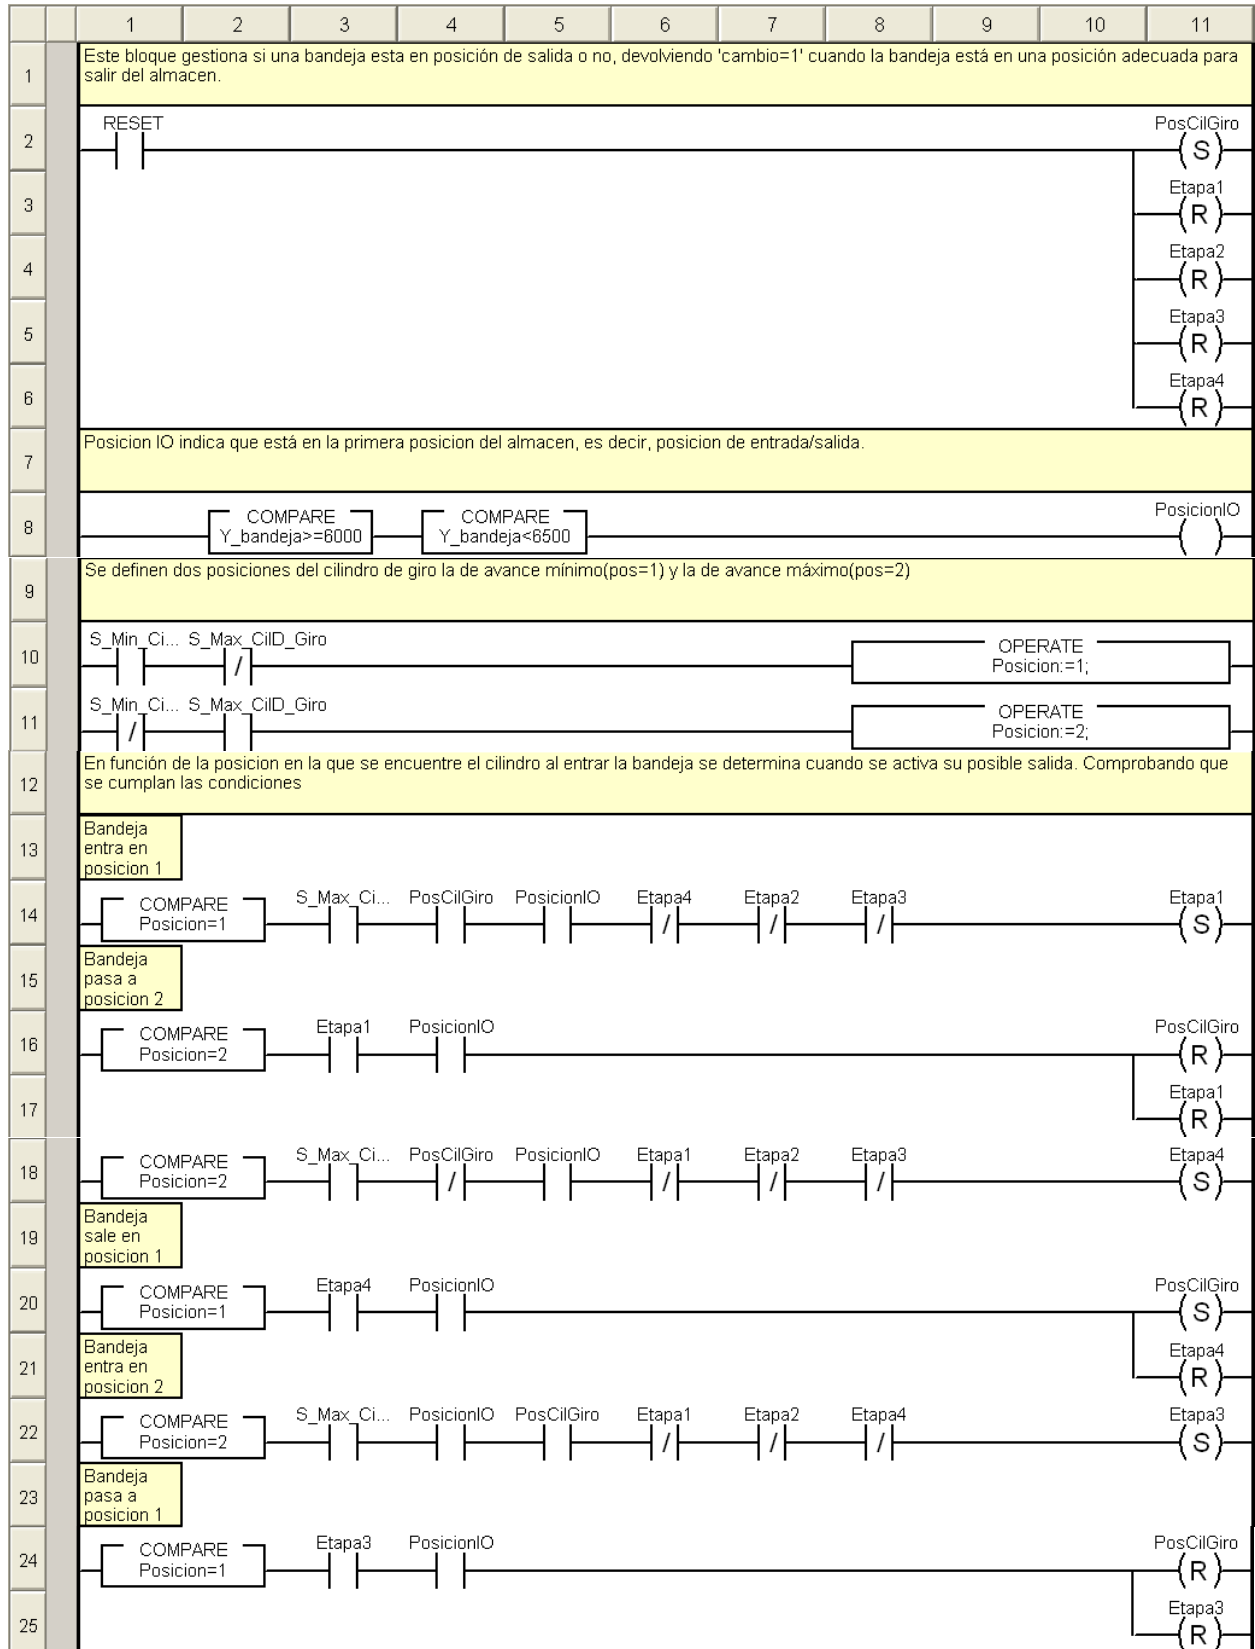 1 2 3 4 5 6 7 8 9 10 11
1
Este bloque gestiona si una bandeja esta en posición de salida o no, devolviendo 'cambio=1' cuando la bandeja está en una posición adecuada para
salir del almacen.
2
RESET PosCilGiro
S
3
Etapa1
R
4
Etapa2
R
5
Etapa3
R
6
Etapa4
R
7
Posicion IO indica que está en la primera posicion del almacen, es decir, posicion de entrada/salida.
8
PosicionIO
COMPARE COMPARE
Y_bandeja>=6000 Y_bandeja<6500
9
Se definen dos posiciones del cilindro de giro la de avance mínimo(pos=1) y la de avance máximo(pos=2)
10
S_Min_Ci... S_Max_CilD_Giro
OPERATE
/ Posicion:=1;
11
S_Min_Ci... S_Max_CilD_Giro
OPERATE
/ Posicion:=2;
12
En función de la posicion en la que se encuentre el cilindro al entrar la bandeja se determina cuando se activa su posible salida. Comprobando que
se cumplan las condiciones
13
Bandeja
entra en
posicion 1
14
S_Max_Ci... PosCilGiro PosicionIO Etapa4 Etapa2 Etapa3 Etapa1
COMPARE
Posicion=1 / / / S
15
Bandeja
pasa a
posicion 2
16
Etapa1 PosicionIO PosCilGiro
COMPARE
Posicion=2 R
17
Etapa1
R
18
S_Max_Ci... PosCilGiro PosicionIO Etapa1 Etapa2 Etapa3 Etapa4
COMPARE
Posicion=2 / / / / S
19
Bandeja
sale en
posicion 1
20
Etapa4 PosicionIO PosCilGiro
COMPARE
Posicion=1 S
21
Bandeja
entra en
posicion 2
Etapa4
R
22
S_Max_Ci... PosicionIO PosCilGiro Etapa1 Etapa2 Etapa4 Etapa3
COMPARE
Posicion=2 / / / S
23
Bandeja
pasa a
posicion 1
24
Etapa3 PosicionIO PosCilGiro
COMPARE
Posicion=1 R
25
Etapa3
R